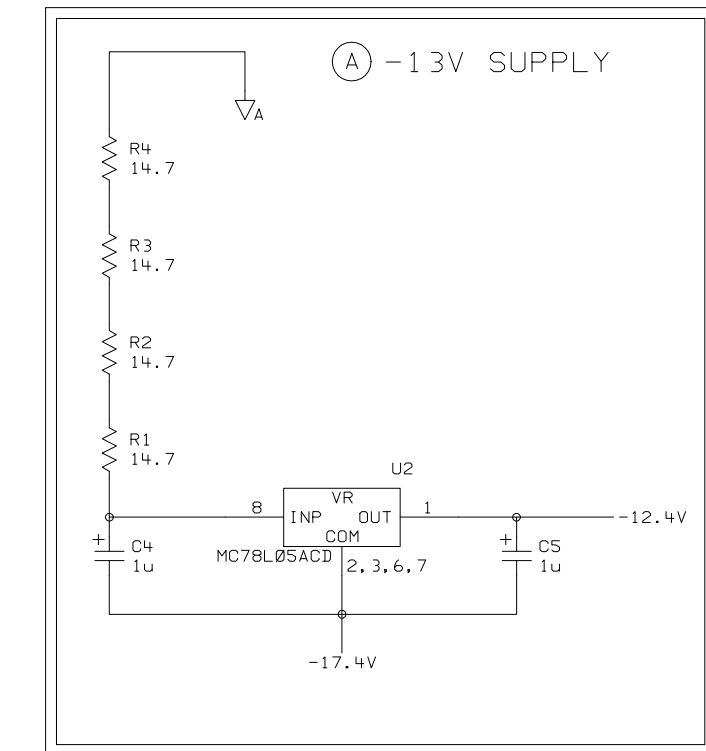 A -13V SUPPLY
A
R4
14.7
R3
14.7
R2
14.7
R1
14.7
U2
8 VR 1
INP OUT
COM
-12.4V
C4
1u
MC78LØ5ACD
2,3,6,7
C5
1u
-17.4V